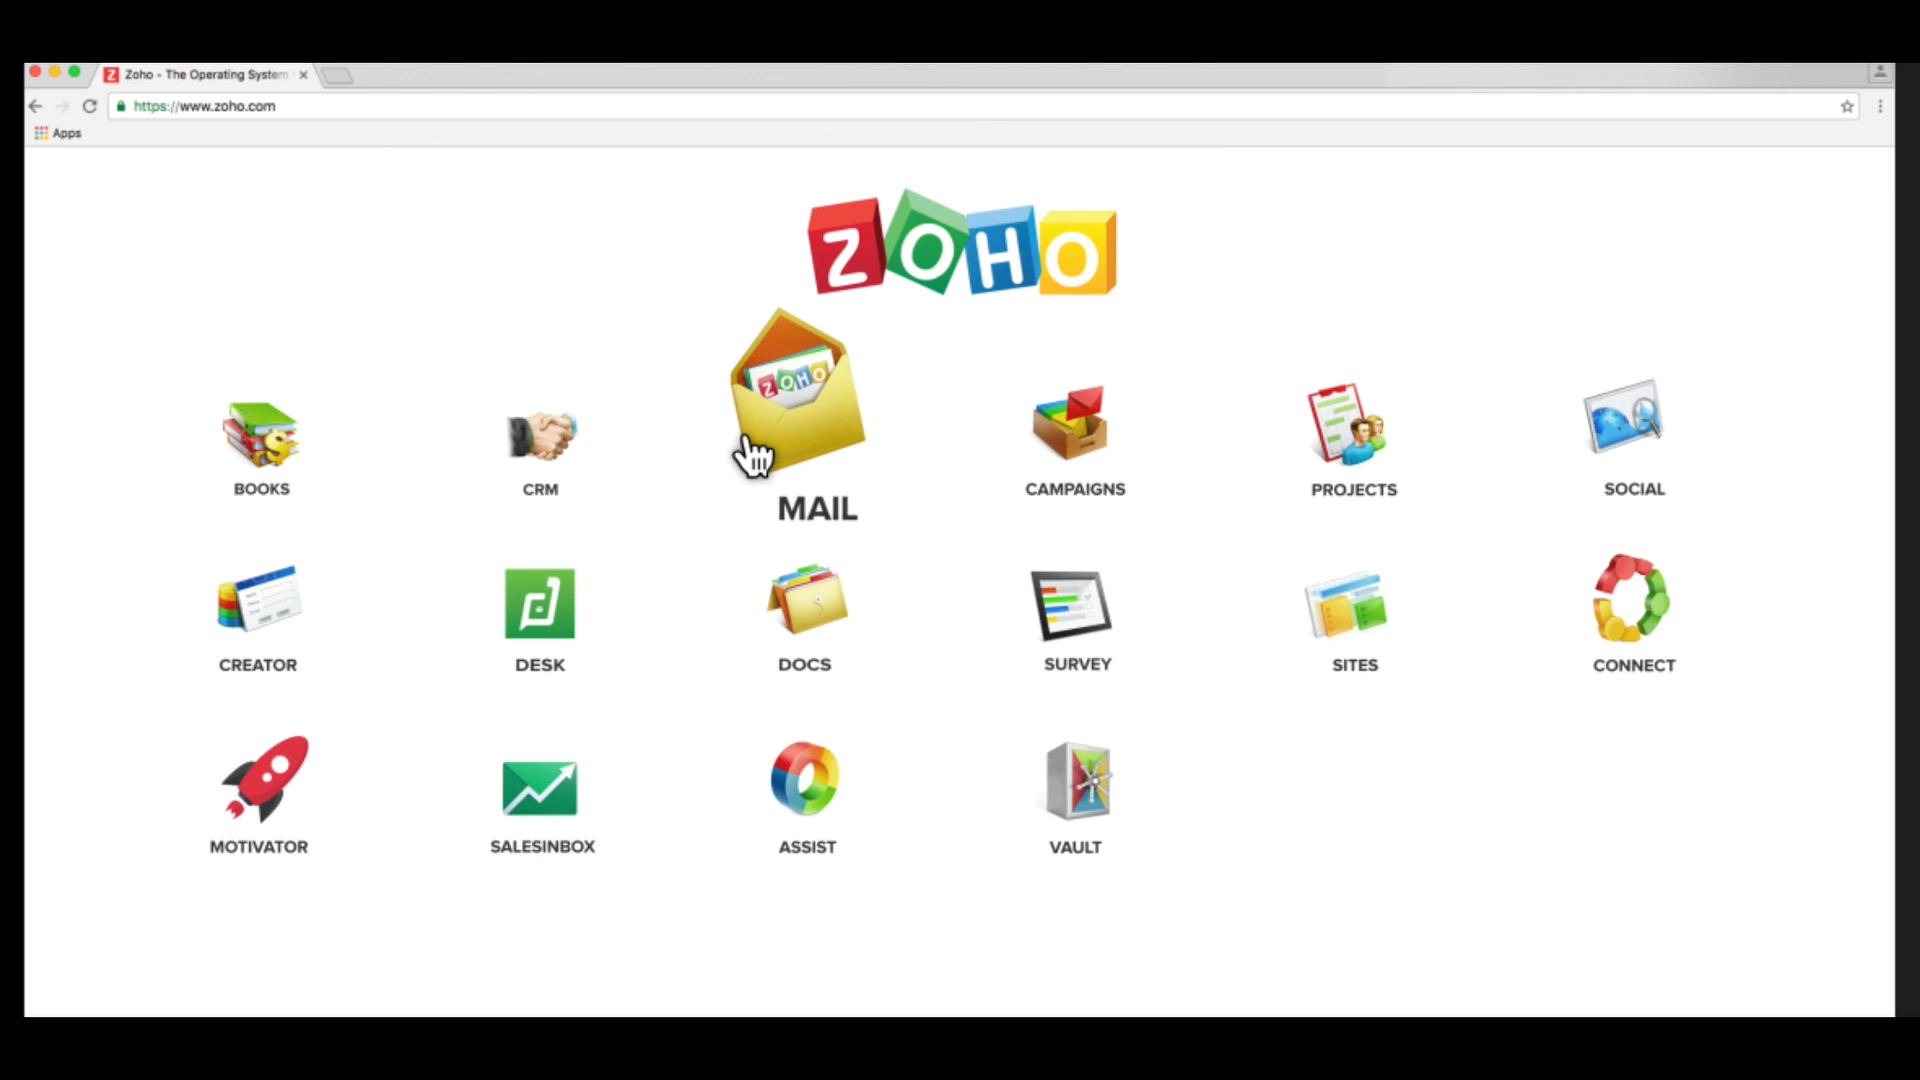 Zoho - The Operating System
https://www.zoho.com
Apps
ZOHO
ZOHO
BOOKS
CRM
MAIL
CAMPAIGNS
PROJECTS
SOCIAL
CREATOR
DESK
DOCS
SURVEY
SITES
CONNECT
MOTIVATOR
SALESINBOX
ASSIST
VAULT